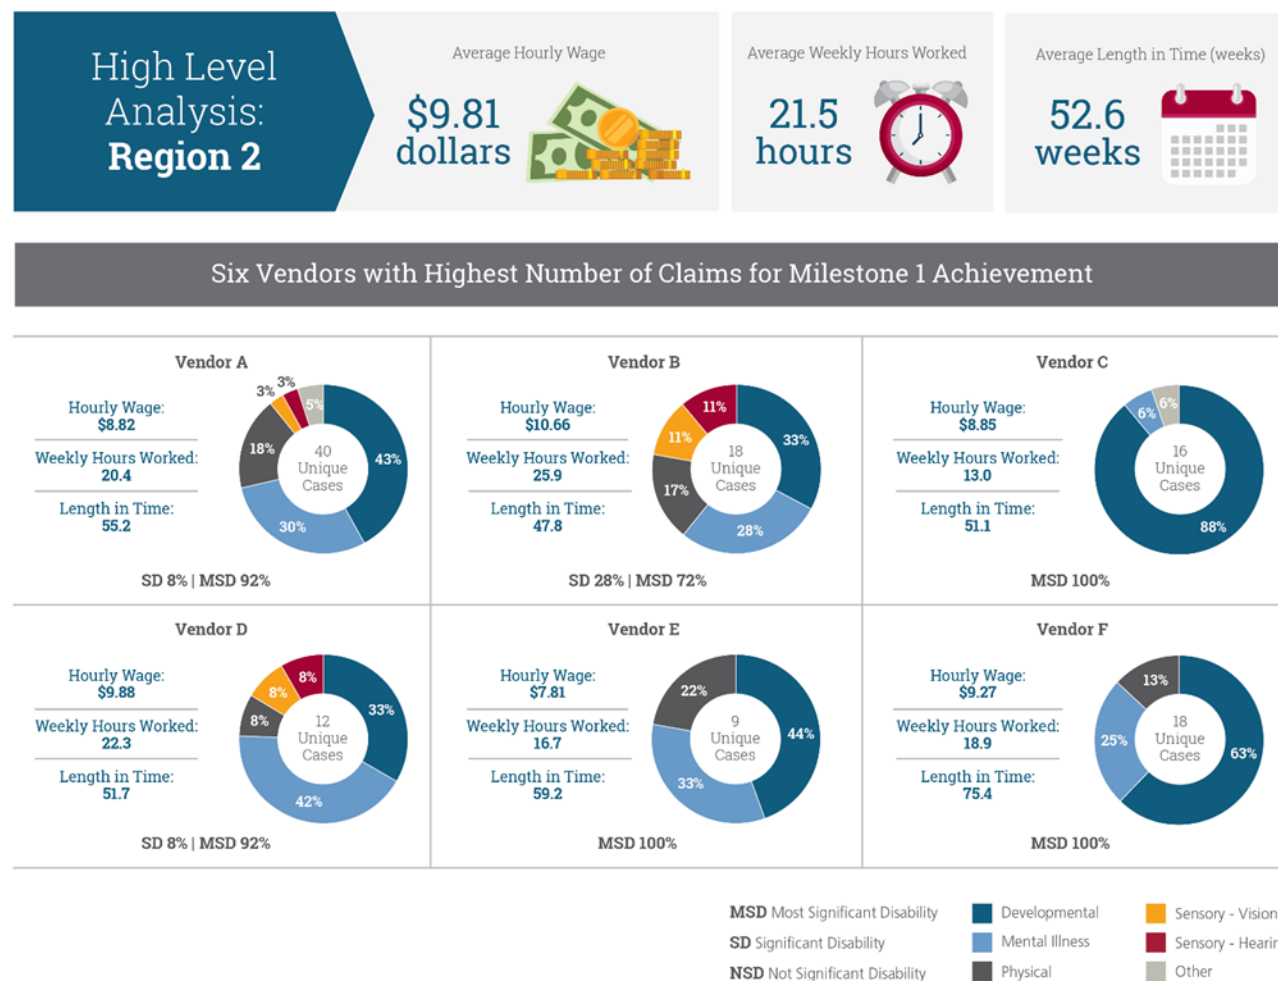 High Level
Analysis:
Region 2
Average Hourly Wage
$9.81
dollars
Average Weekly Hours Worked
21.5
hours
Average Length in Time (weeks)
52.6
weeks
Six Vendors with Highest Number of Claims for Milestone 1 Achievement
Vendor A
Hourly Wage:
$8.82
Weekly Hours Worked:
20.4
Length in Time:
55.2
3%
3%
5%
18%
43%
30%
40
Unique
Cases
SD 8% | MSD 92%
Vendor B
Hourly Wage:
$10.66
Weekly Hours Worked:
25.9
Length in Time:
47.8
11%
11%
33%
17%
28%
18
Unique
Cases
SD 28% | MSD 72%
Vendor C
Hourly Wage:
$8.85
Weekly Hours Worked:
13.0
Length in Time:
51.1
6%
6%
88%
16
Unique
Cases
MSD 100%
Vendor D
Hourly Wage:
$9.88
Weekly Hours Worked:
22.3
Length in Time:
51.7
8%
8%
8%
33%
42%
12
Unique
Cases
SD 8% | MSD 92%
Vendor E
Hourly Wage:
$7.81
Weekly Hours Worked:
16.7
Length in Time:
59.2
22%
44%
33%
9
Unique
Cases
MSD 100%
Vendor F
Hourly Wage:
$9.27
Weekly Hours Worked:
18.9
Length in Time:
75.4
13%
25%
63%
18
Unique
Cases
MSD 100%
MSD Most Significant Disability
SD Significant Disability
NSD Not Significant Disability
Developmental
Mental Illness
Physical
Sensory - Vision
Sensory - Hearin
Other